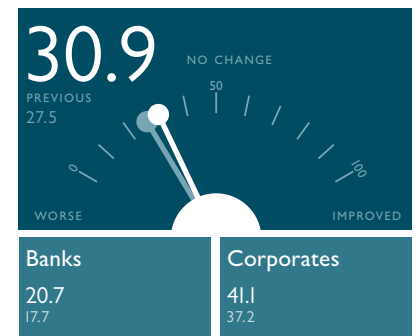 30.9
NO CHANGE
50
PREVIOUS
27.5
0
100
WORSE
IMPROVED
Banks
20.7
17.7
Corporates
41.1
37.2